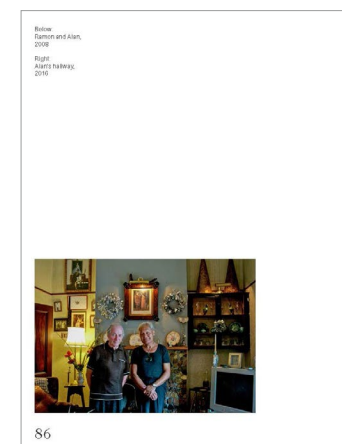 Below:
Ramon and Alan,
2008
Right:
Alan's hallway,
2016
86